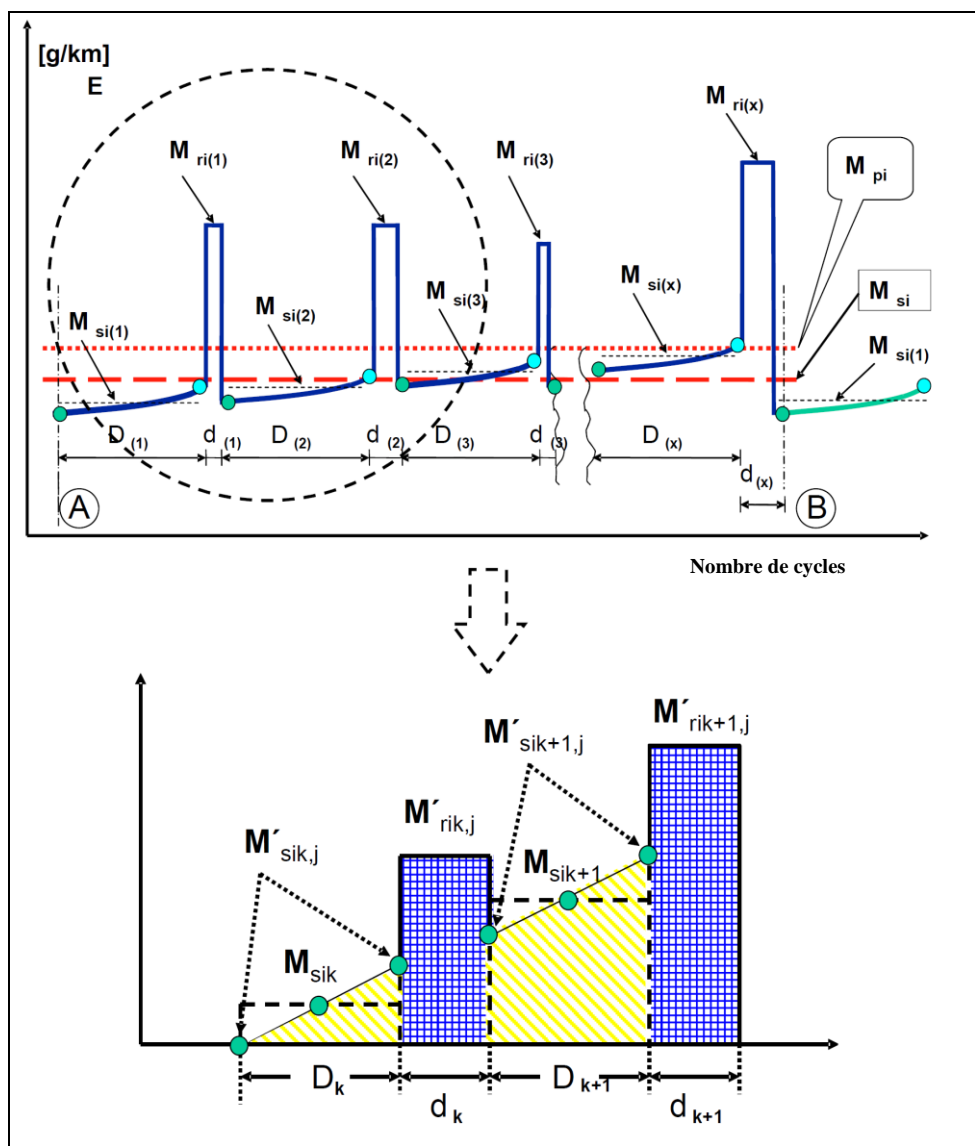 [g/km]
E
M ri(1)
M ri(2)
M ri(3)
M ri(x)
M pi
M si(1)
M si(2)
M si(3)
M si(x)
M si
M si(1)
D (1)
d (1)
D (2)
d (2)
D (3)
d (3)
D (x)
d (x)
A
B
Nombre de cycles
M´ sik,j
M sik
M´ rik,j
M´ sik+1,j
M sik+1
M´ rik+1,j
D k
d k
D k+1
d k+1